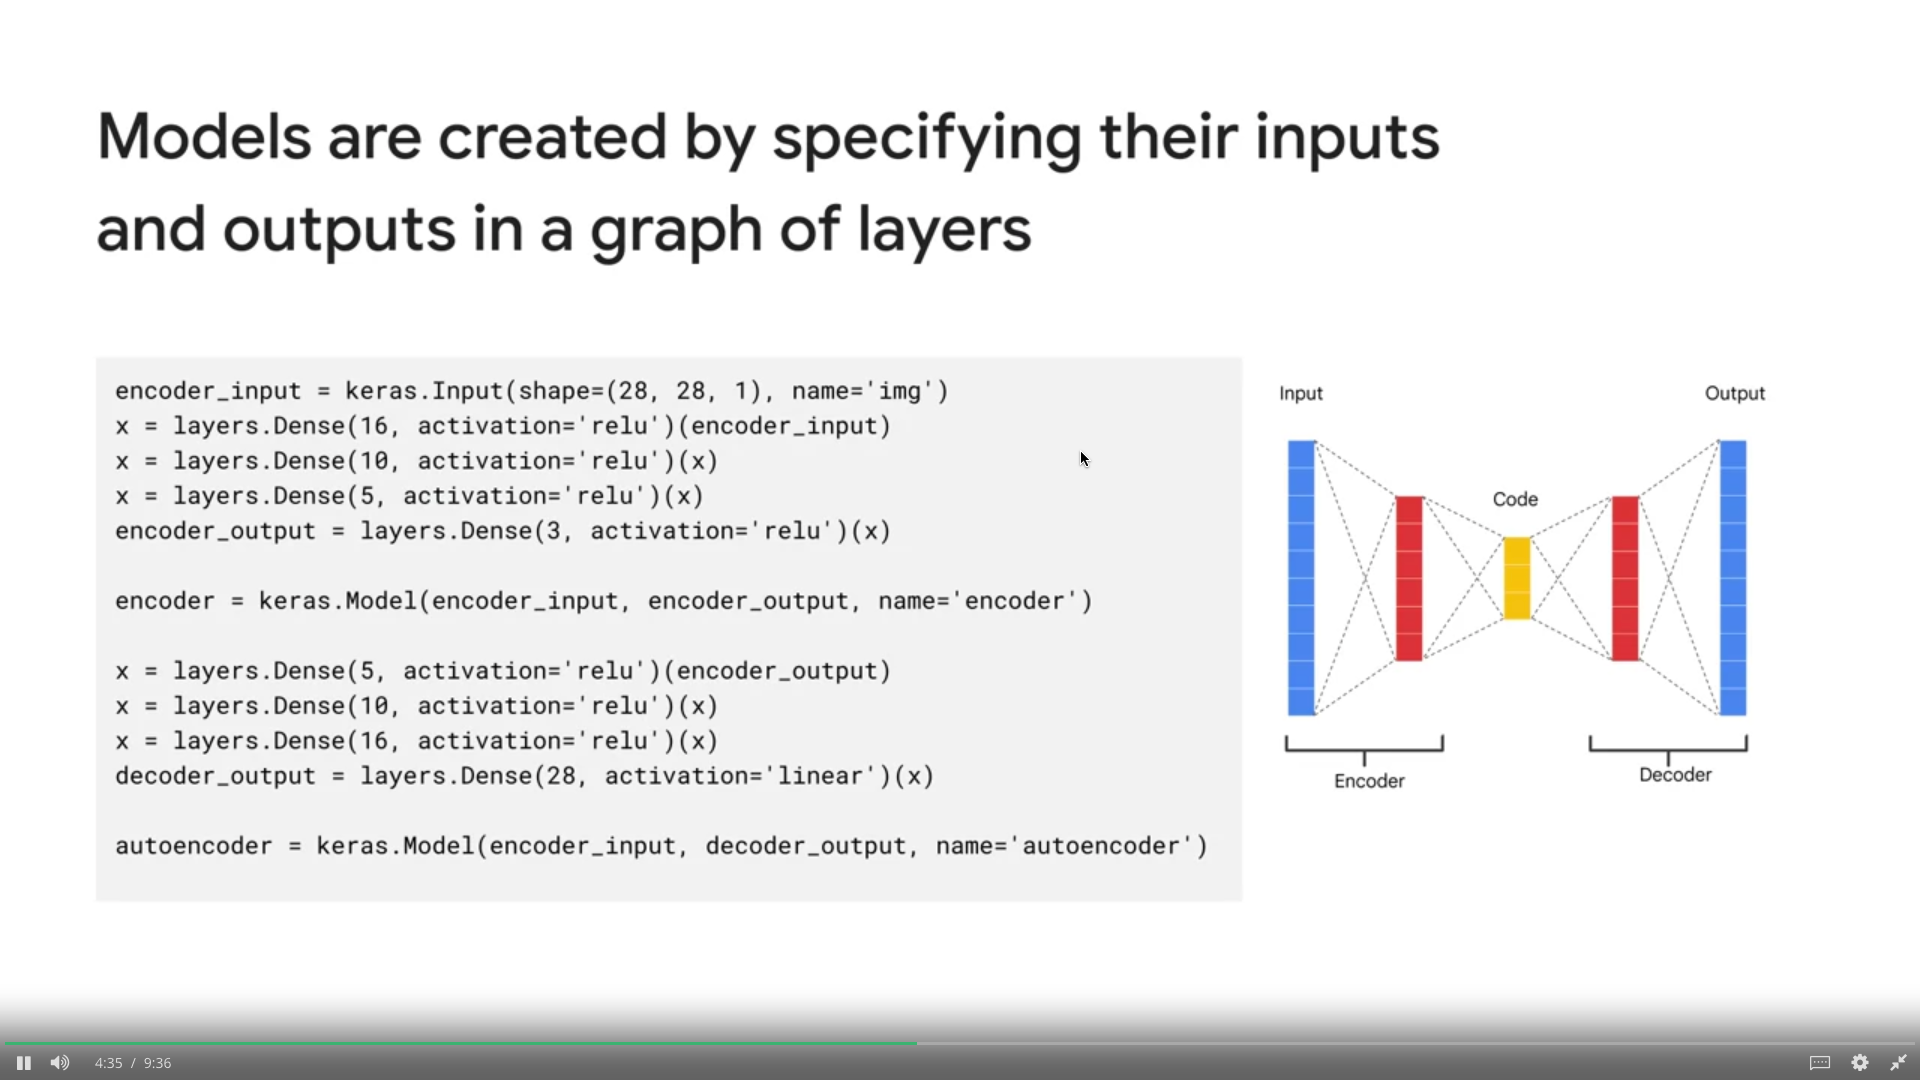 Models are created by specifying their inputs
and outputs in a graph of layers
encoder_input = keras.Input(shape=(28, 28, 1), name='img')
x = layers.Dense(16, activation='relu')(encoder_input)
x = layers.Dense(10, activation='relu')(x)
x = layers.Dense(5, activation='relu')(x)
encoder_output = layers.Dense(3, activation='relu')(x)
encoder = keras.Model(encoder_input, encoder_output, name='encoder')
x = layers.Dense(5, activation='relu')(encoder_output)
x = layers.Dense(10, activation='relu')(x)
x = layers.Dense(16, activation='relu')(x)
decoder_output = layers.Dense(28, activation='linear')(x)
autoencoder = keras.Model(encoder_input, decoder_output, name='autoencoder')
Input
Output
Code
Encoder
Decoder
4:35 / 9:36